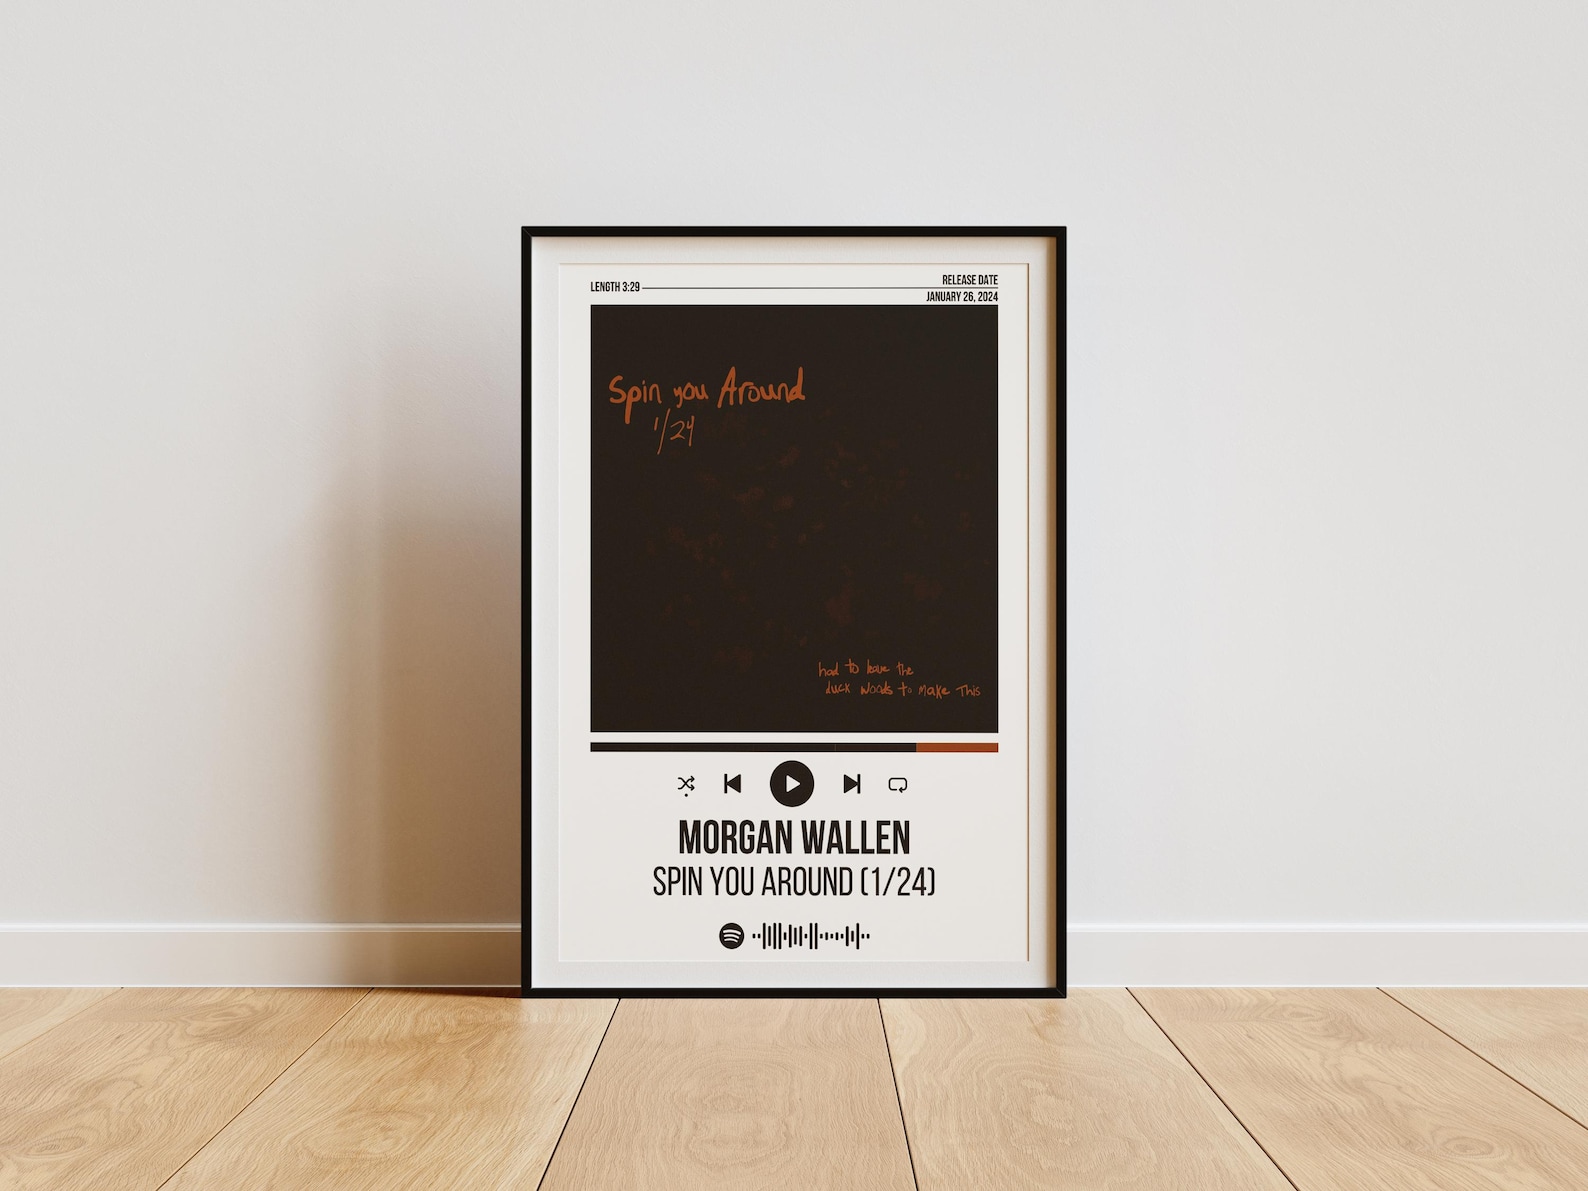 LENGTH 3:29
RELEASE DATE
JANUARY 26, 2024
Spin you Around
1/24
had to leave the
duck woods to make This
MORGAN WALLEN
SPIN YOU AROUND (1/24)